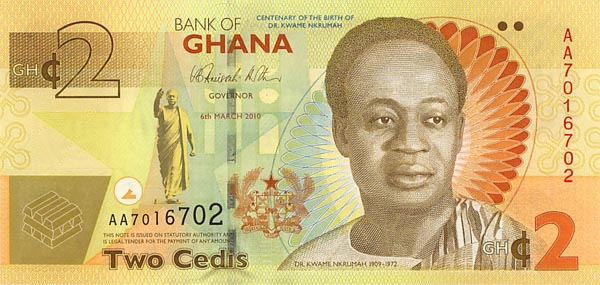 BANK OF
GHANA
CENTENARY OF THE BIRTH OF
DR. KWAME NKRUMAH
GH¢2
GOVERNOR
6TH MARCH 2010
AA7016702
AA7016702
THIS NOTE IS ISSUED ON STATUTORY AUTHORITY AND
IS LEGAL TENDER FOR THE PAYMENT OF ANY AMOUNT
Two Cedis
DR. KWAME NKRUMAH 1909-1972
GH¢2